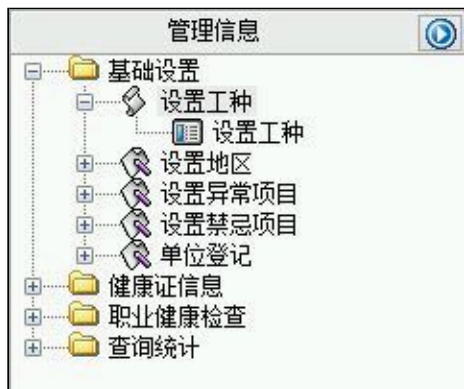 管理信息
基础设置
设置工种
设置工种
设置地区
设置异常项目
设置禁忌项目
单位登记
健康证信息
职业健康检查
查询统计